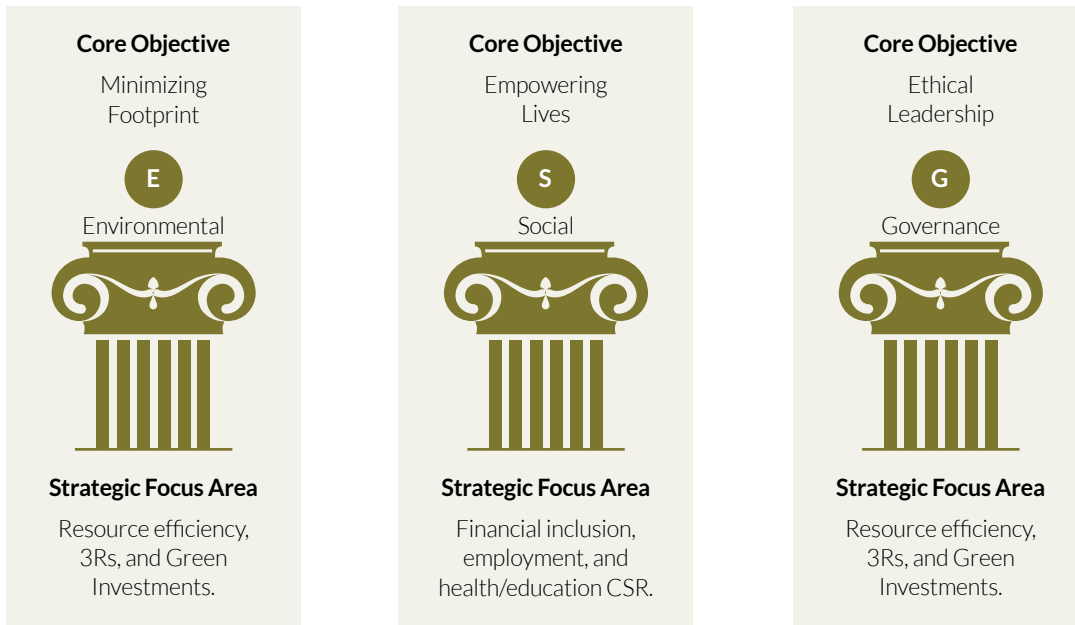 Core Objective
Minimizing
Footprint
E
Environmental
Strategic Focus Area
Resource efficiency,
3Rs, and Green
Investments.
Core Objective
Empowering
Lives
S
Social
Strategic Focus Area
Financial inclusion,
employment, and
health/education CSR.
Core Objective
Ethical
Leadership
G
Governance
Strategic Focus Area
Resource efficiency,
3Rs, and Green
Investments.